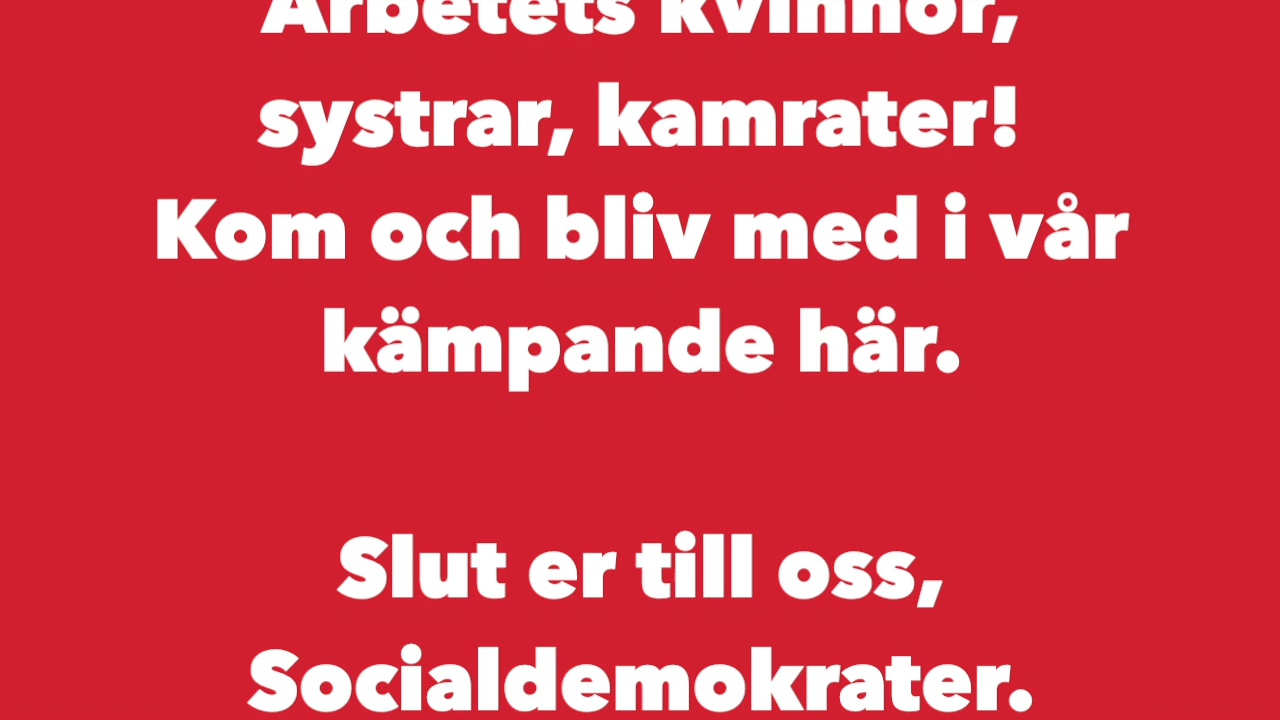 Arbetets kvinnor,
systrar, kamrater!
Kom och bliv med i vår
kämpande här.
Slut er till oss,
Socialdemokrater.